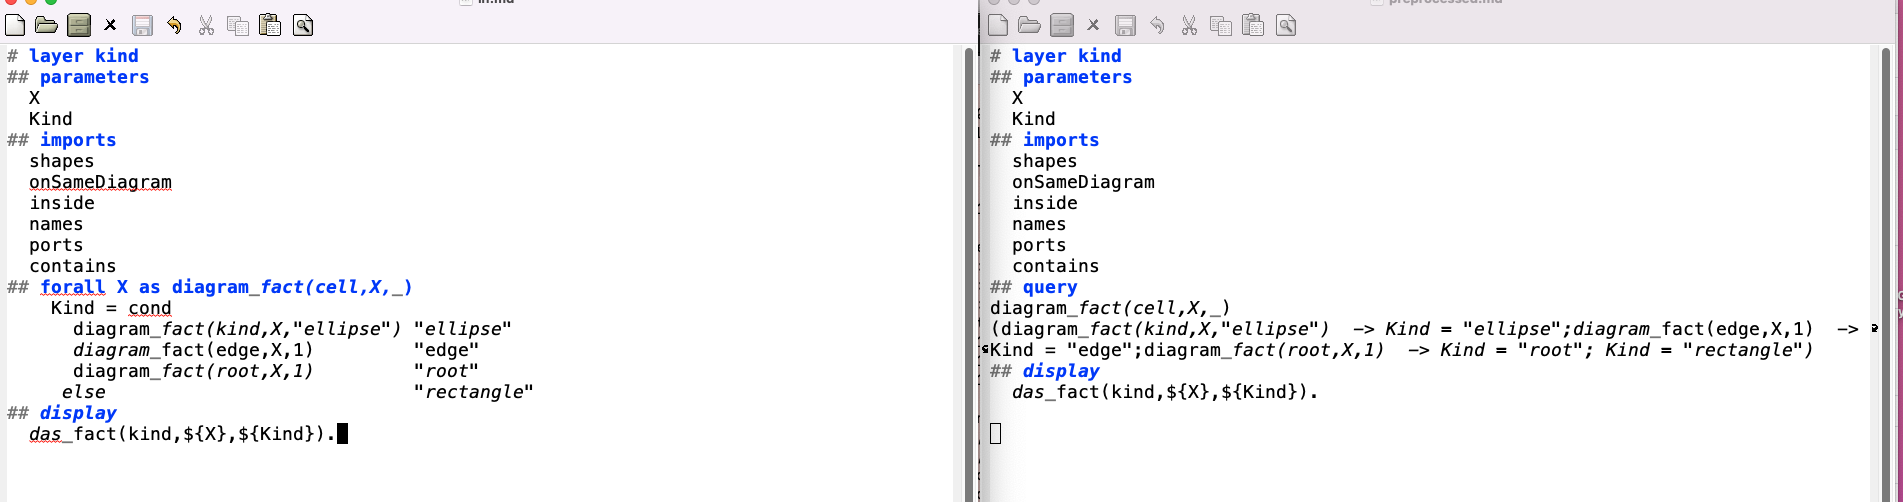 in.md
# layer kind
## parameters
X
Kind
## imports
shapes
onSameDiagram
inside
names
ports
contains
## forall X as diagram_fact(cell,X,_)
Kind = cond
diagram_fact(kind,X,"ellipse") "ellipse"
diagram_fact(edge,X,1) "edge"
diagram_fact(root,X,1) "root"
else "rectangle"
## display
das_fact(kind,${X},${Kind}).
preprocessed.md
# layer kind
## parameters
X
Kind
## imports
shapes
onSameDiagram
inside
names
ports
contains
## query
diagram_fact(cell,X,_)
(diagram_fact(kind,X,"ellipse") -> Kind = "ellipse";diagram_fact(edge,X,1) ->
Kind = "edge";diagram_fact(root,X,1) -> Kind = "root"; Kind = "rectangle")
## display
das_fact(kind,${X},${Kind}).